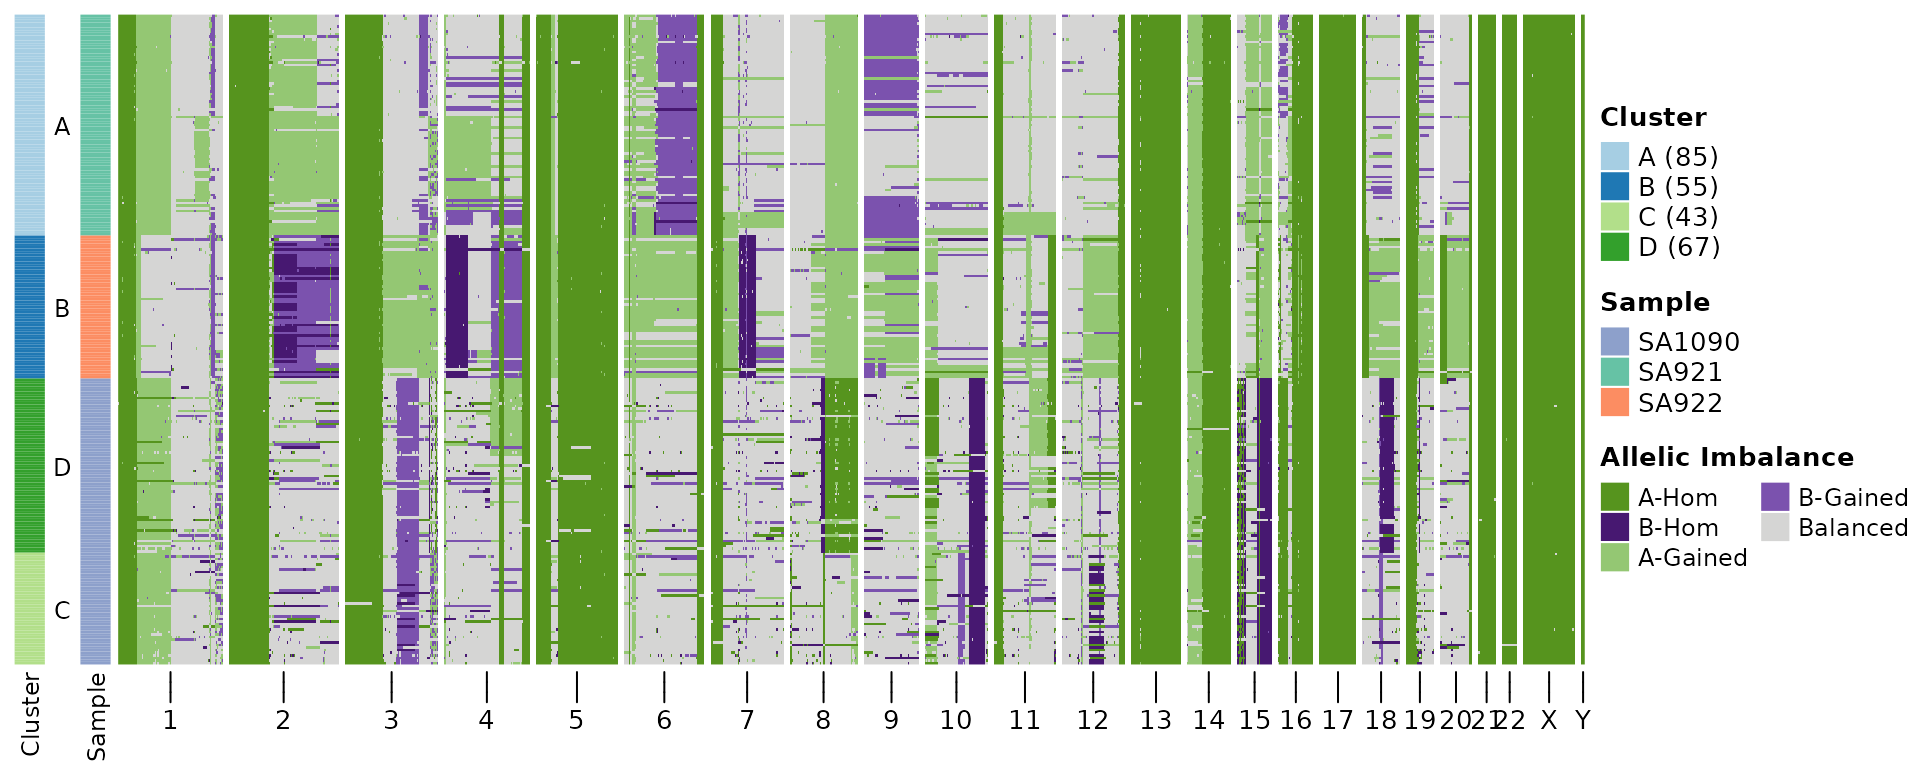 Cluster
A (85)
B (55)
C (43)
D (67)
Sample
SA1090
SA921
SA922
Allelic Imbalance
A-Hom
B-Gained
B-Hom
Balanced
A-Gained
A
B
D
C
Cluster
Sample
1 2 3 4 5 6 7 8 9 10 11 12 13 14 15 16 17 18 19 20 21 22 X Y